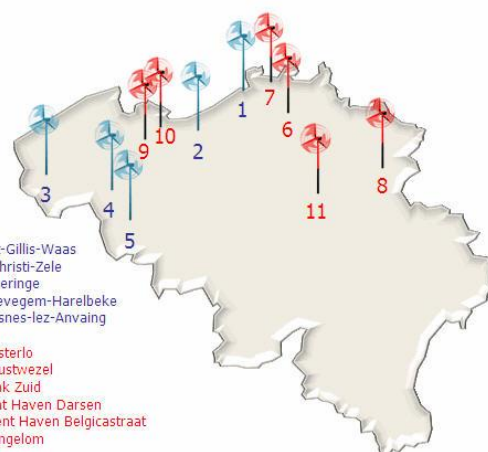 1
7
6
10
9
2
8
3
4
11
5
-Gillis-Waas
hristi-Zele
eringe
evegem-Harelbeke
snes-lez-Anvaing
sterlo
ustwezel
k Zuid
nt Haven Darsen
ent Haven Belgicastraat
ngelom